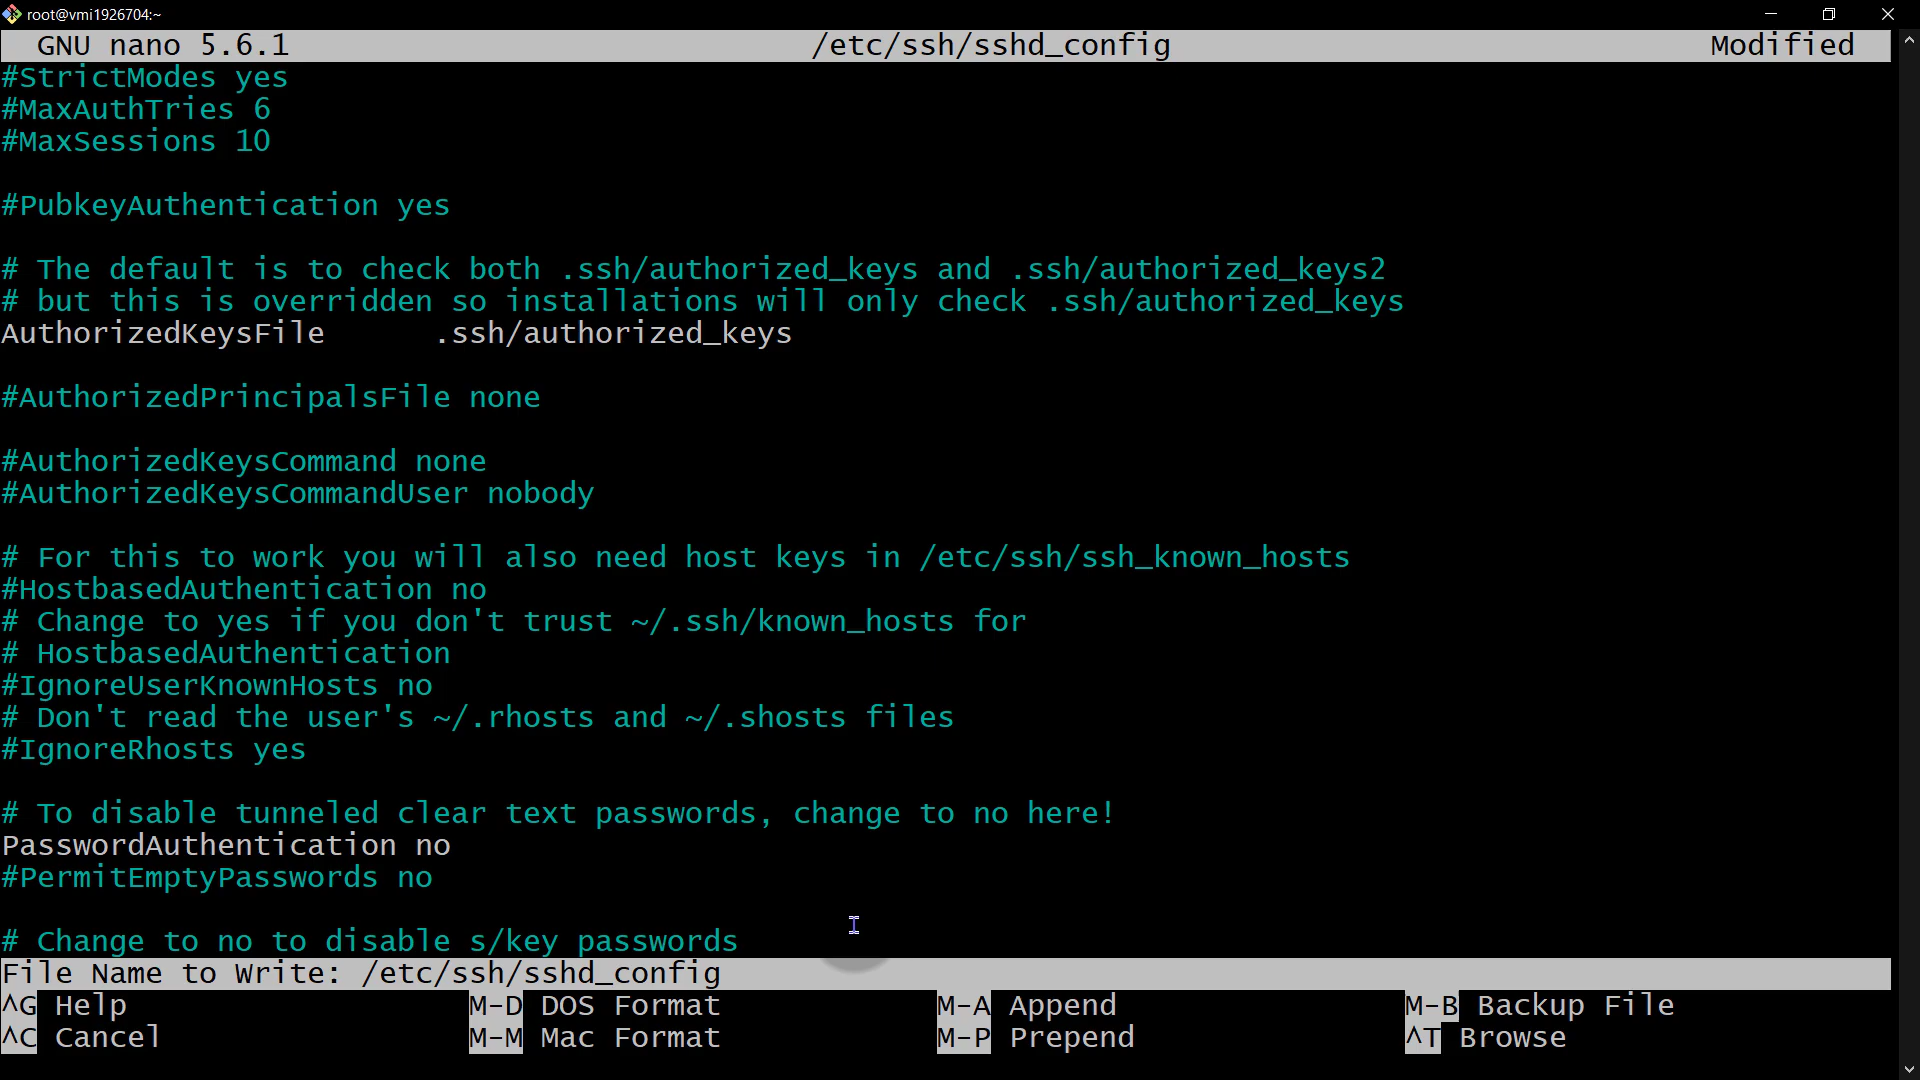 root@vmi1926704:~
GNU nano 5.6.1 /etc/ssh/sshd_config Modified
#StrictModes yes
#MaxAuthTries 6
#MaxSessions 10
#PubkeyAuthentication yes
# The default is to check both .ssh/authorized_keys and .ssh/authorized_keys2
# but this is overridden so installations will only check .ssh/authorized_keys
AuthorizedKeysFile .ssh/authorized_keys
#AuthorizedPrincipalsFile none
#AuthorizedKeysCommand none
#AuthorizedKeysCommandUser nobody
# For this to work you will also need host keys in /etc/ssh/ssh_known_hosts
#HostbasedAuthentication no
# Change to yes if you don't trust ~/.ssh/known_hosts for
# HostbasedAuthentication
#IgnoreUserKnownHosts no
# Don't read the user's ~/.rhosts and ~/.shosts files
#IgnoreRhosts yes
# To disable tunneled clear text passwords, change to no here!
PasswordAuthentication no
#PermitEmptyPasswords no
# Change to no to disable s/key passwords
File Name to Write: /etc/ssh/sshd_config
^G Help M-D DOS Format M-A Append M-B Backup File
^C Cancel M-M Mac Format M-P Prepend ^T Browse